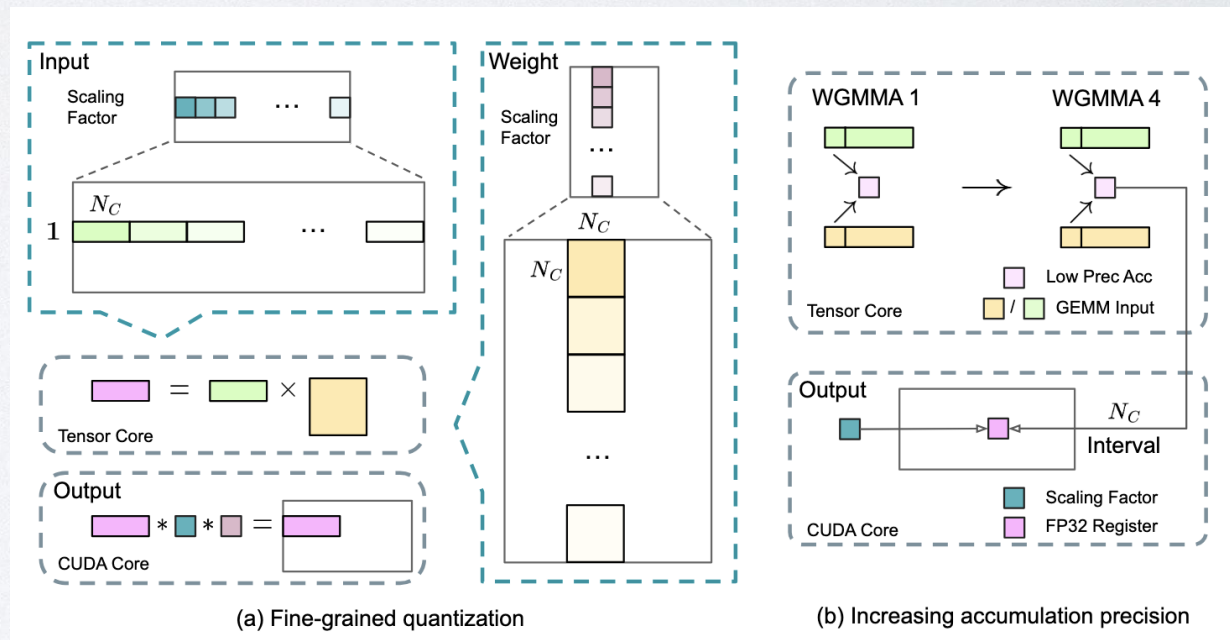 Input
Scaling
Factor
...
N_C
1
...
Tensor Core
= ×
Output
* * =
CUDA Core
Weight
Scaling
Factor
...
N_C
N_C
...
(a) Fine-grained quantization
WGMMA 1
WGMMA 4
Low Prec Acc
/ GEMM Input
Tensor Core
Output
N_C
Interval
Scaling Factor
FP32 Register
CUDA Core
(b) Increasing accumulation precision